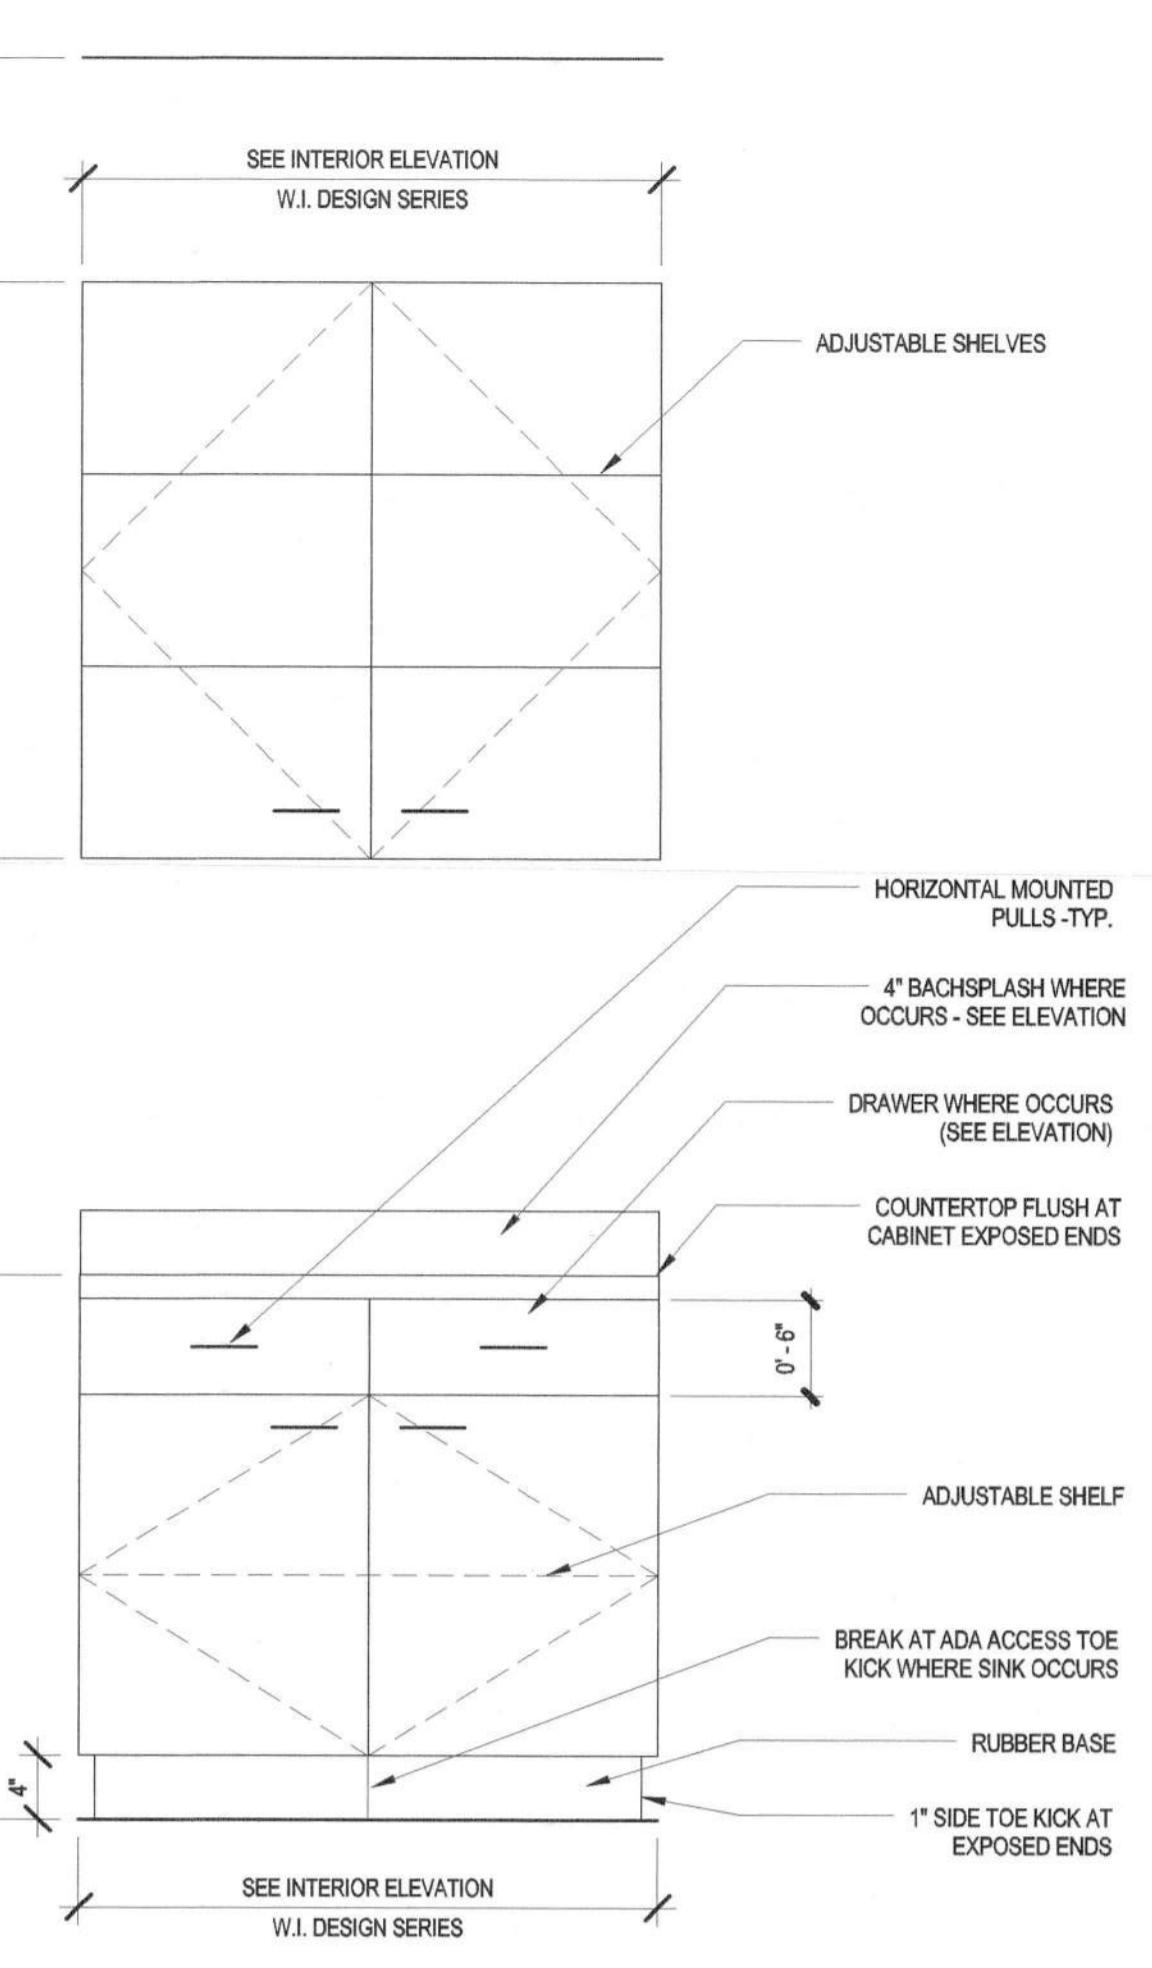 SEE INTERIOR ELEVATION
W.I. DESIGN SERIES
ADJUSTABLE SHELVES
HORIZONTAL MOUNTED
PULLS -TYP.
4" BACHSPLASH WHERE
OCCURS - SEE ELEVATION
DRAWER WHERE OCCURS
(SEE ELEVATION)
COUNTERTOP FLUSH AT
CABINET EXPOSED ENDS
0' - 6"
ADJUSTABLE SHELF
BREAK AT ADA ACCESS TOE
KICK WHERE SINK OCCURS
RUBBER BASE
4"
1" SIDE TOE KICK AT
EXPOSED ENDS
SEE INTERIOR ELEVATION
W.I. DESIGN SERIES